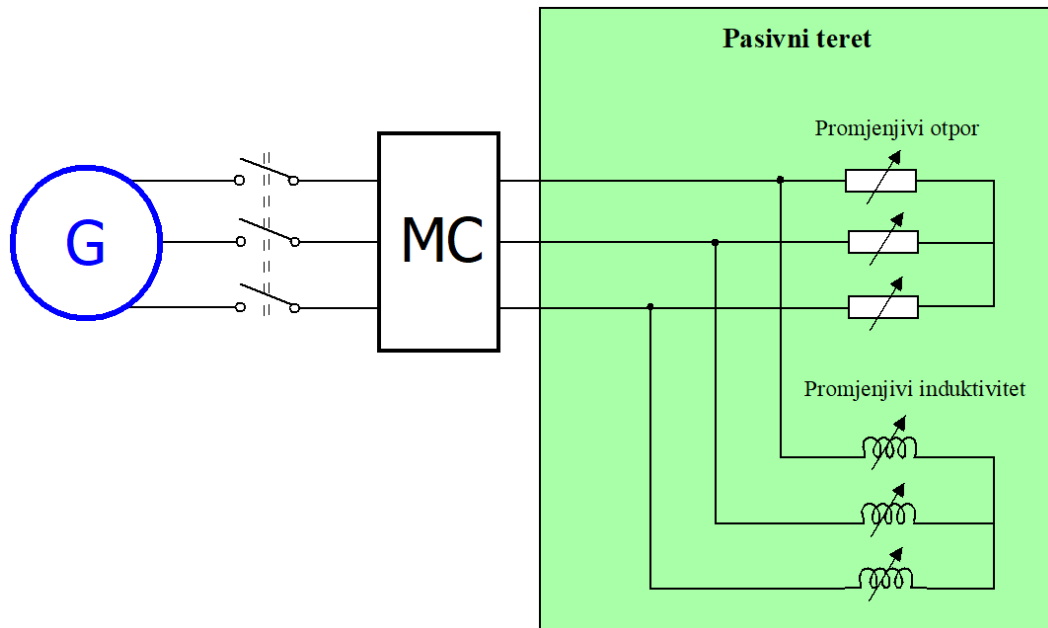 Pasivni teret
Promjenjivi otpor
G
MC
Promjenjivi induktivitet